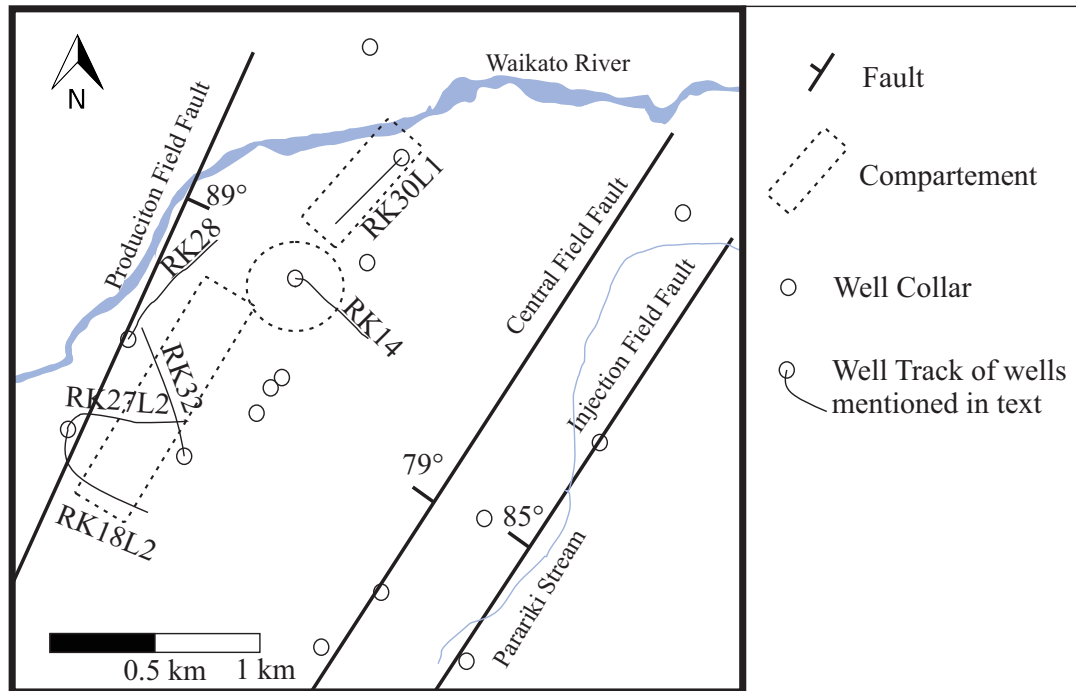 N
Waikato River
Produciton Field Fault
89°
RK28
RK30L1
RK14
RK32
RK27L2
RK18L2
Central Field Fault
79°
Injection Field Fault
85°
Parariki Stream
0.5 km
1 km
Fault
Compartement
Well Collar
Well Track of wells
mentioned in text